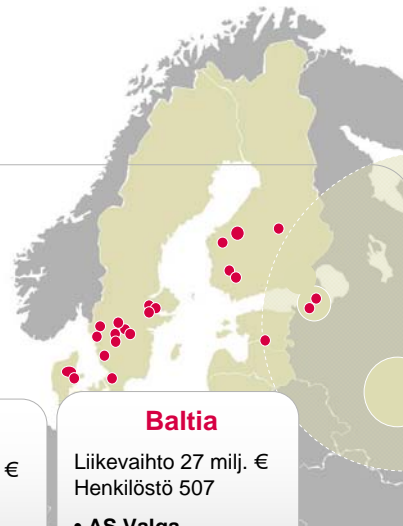 €
Baltia
Liikevaihto 27 milj. €
Henkilöstö 507
• AS Valga